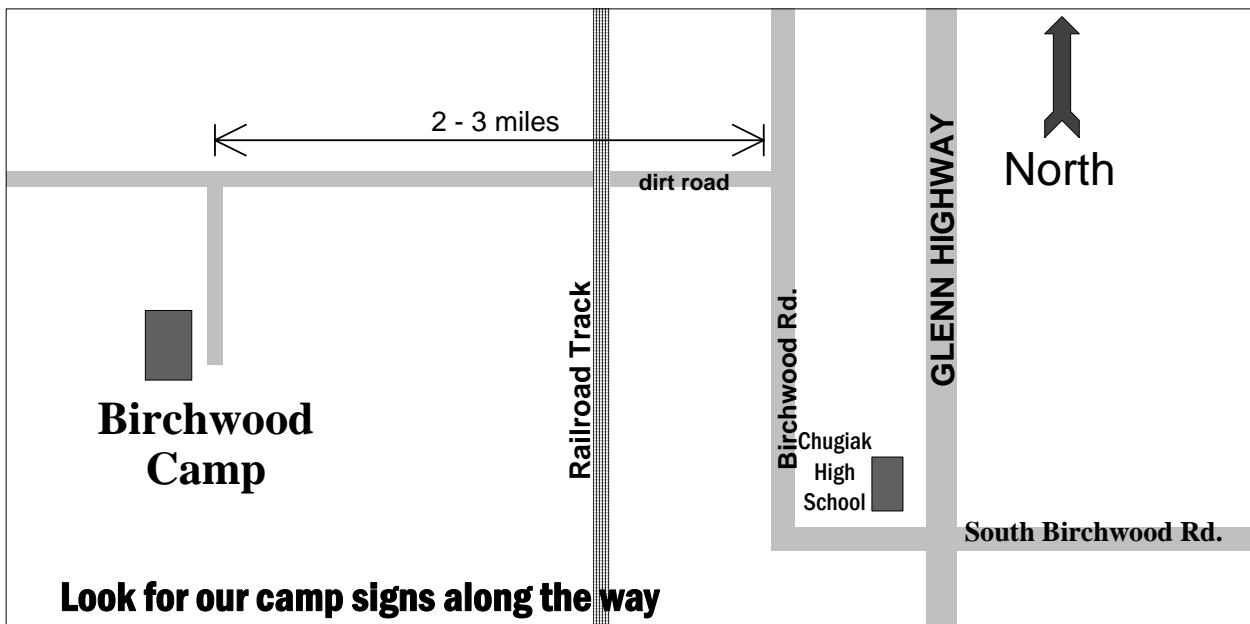 2 - 3 miles
dirt road
North
GLENN HIGHWAY
Railroad Track
Birchwood Rd.
Birchwood
Camp
Chugiak
High
School
South Birchwood Rd.
Look for our camp signs along the way